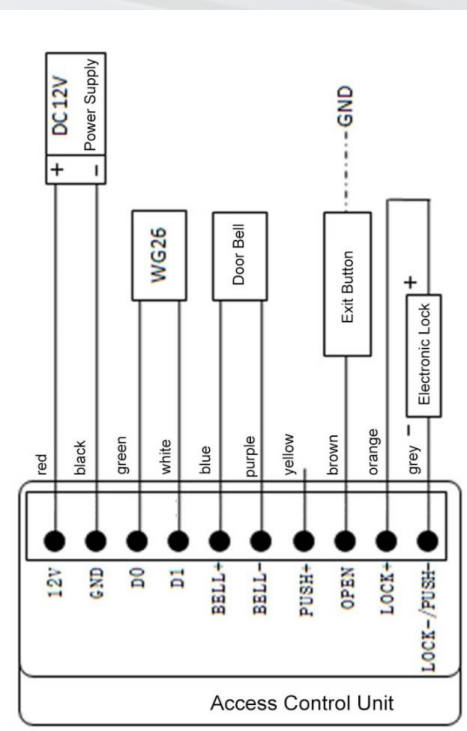 DC12V
Power Supply
+
−
WG26
Door Bell
GND
Exit Button
+
Electronic Lock
−
red
black
green
white
blue
purple
yellow
brown
orange
grey
12V
GND
D0
D1
BELL+
BELL-
PUSH+
OPEN
LOCK+
LOCK-/PUSH-
Access Control Unit